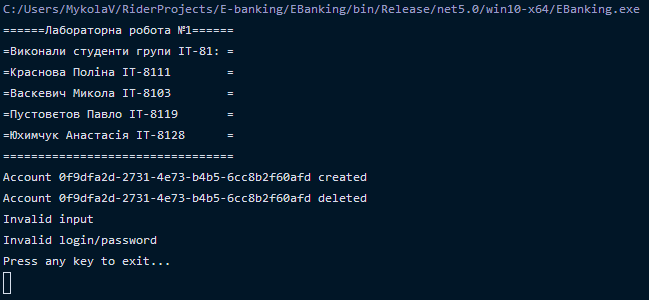 C:/Users/MykolaV/RiderProjects/E-banking/EBanking/bin/Release/net5.0/win10-x64/EBanking.exe
======Лабораторна робота №1======
=Виконали студенти групи ІТ-81: =
=Краснова Поліна ІТ-8111        =
=Васкевич Микола ІТ-8103        =
=Пустовєтов Павло ІТ-8119       =
=Юхимчук Анастасія ІТ-8128      =
================================
Account 0f9dfa2d-2731-4e73-b4b5-6cc8b2f60afd created
Account 0f9dfa2d-2731-4e73-b4b5-6cc8b2f60afd deleted
Invalid input
Invalid login/password
Press any key to exit...